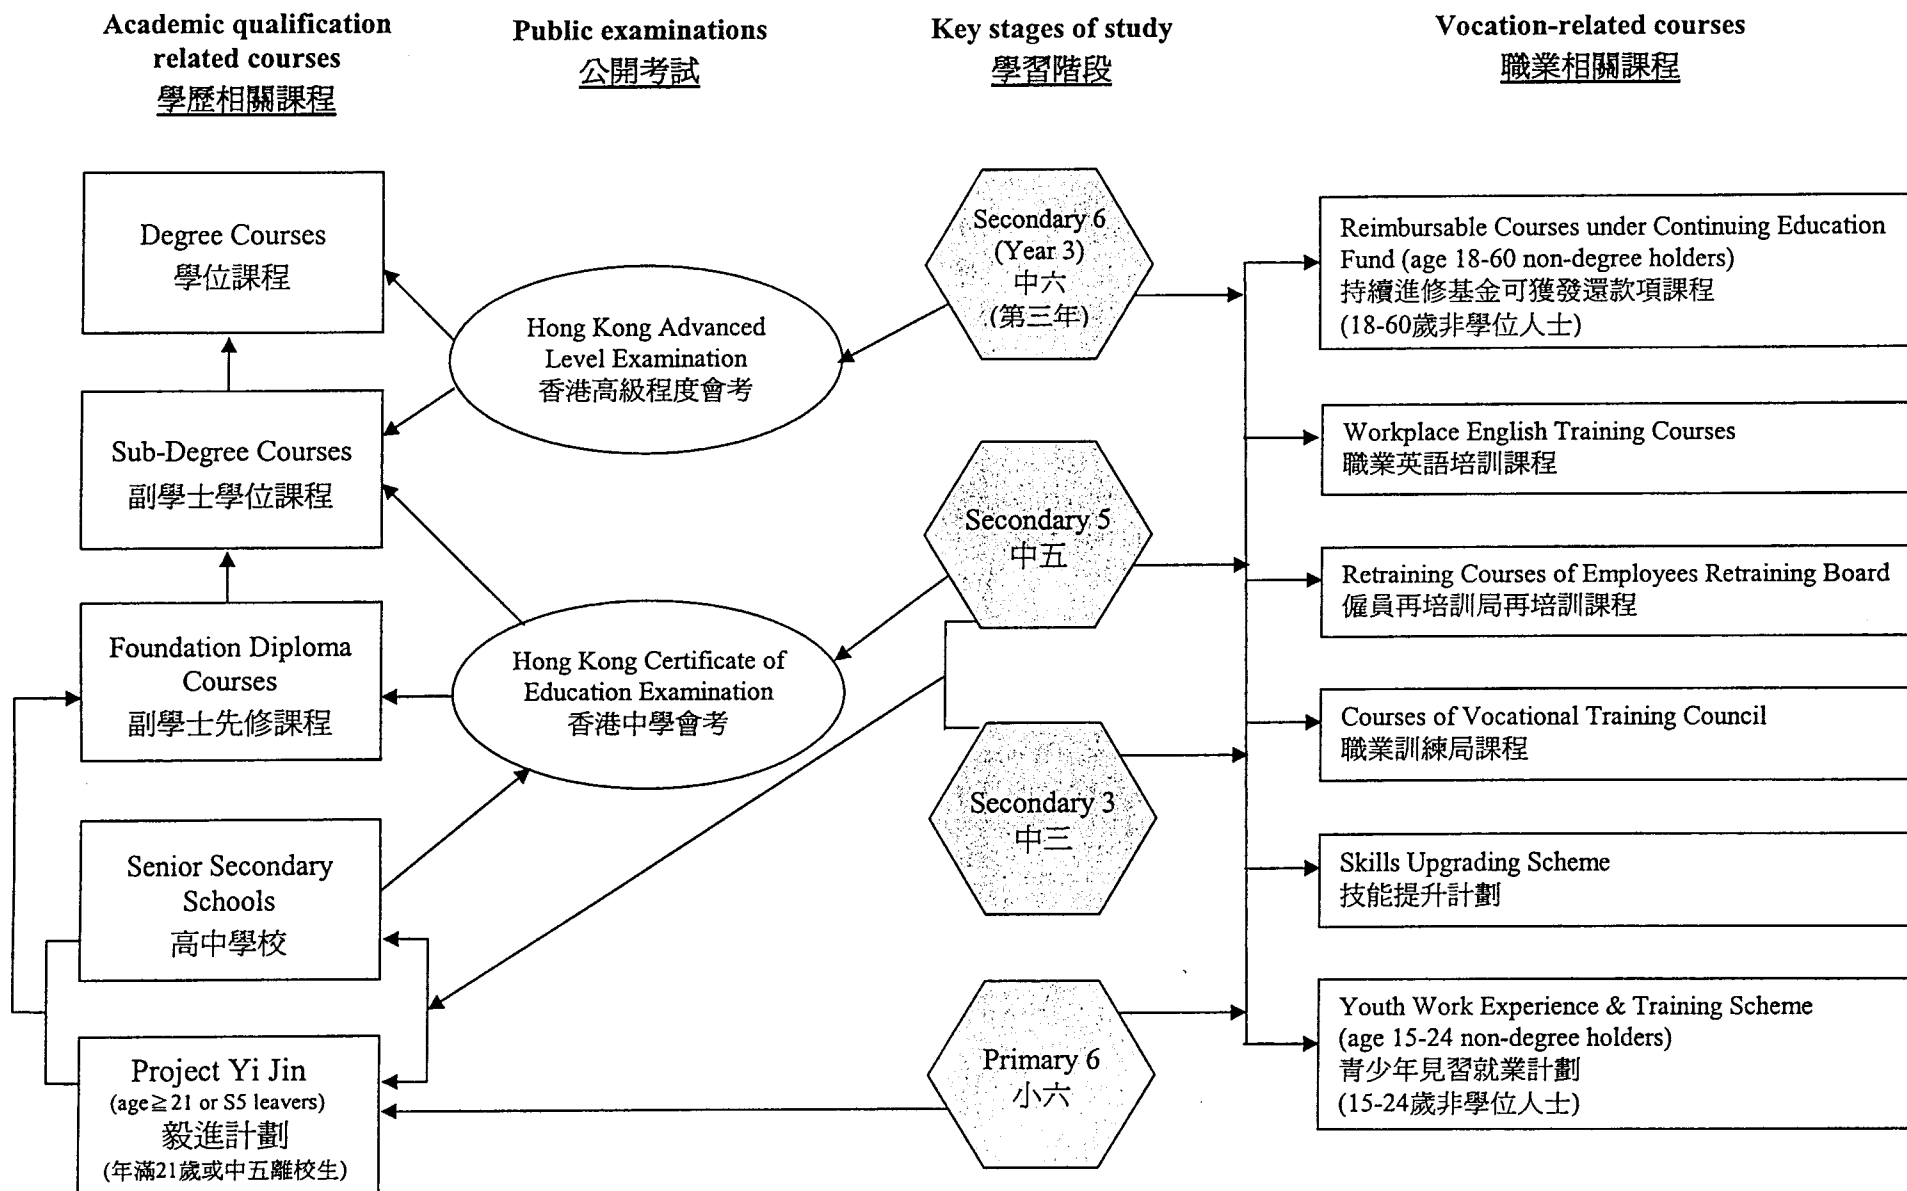 Academic qualification
related courses
學歷相關課程
Public examinations
公開考試
Key stages of study
學習階段
Vocation-related courses
職業相關課程
Degree Courses
學位課程
Sub-Degree Courses
副學士學位課程
Foundation Diploma
Courses
副學士先修課程
Senior Secondary
Schools
高中學校
Project Yi Jin
(age≧21 or S5 leavers)
毅進計劃
(年滿21歲或中五離校生)
Hong Kong Advanced
Level Examination
香港高級程度會考
Hong Kong Certificate of
Education Examination
香港中學會考
Secondary 6
(Year 3)
中六
(第三年)
Secondary 5
中五
Secondary 3
中三
Primary 6
小六
Reimbursable Courses under Continuing Education
Fund (age 18-60 non-degree holders)
持續進修基金可獲發還款項課程
(18-60歲非學位人士)
Workplace English Training Courses
職業英語培訓課程
Retraining Courses of Employees Retraining Board
僱員再培訓局再培訓課程
Courses of Vocational Training Council
職業訓練局課程
Skills Upgrading Scheme
技能提升計劃
Youth Work Experience & Training Scheme
(age 15-24 non-degree holders)
青少年見習就業計劃
(15-24歲非學位人士)